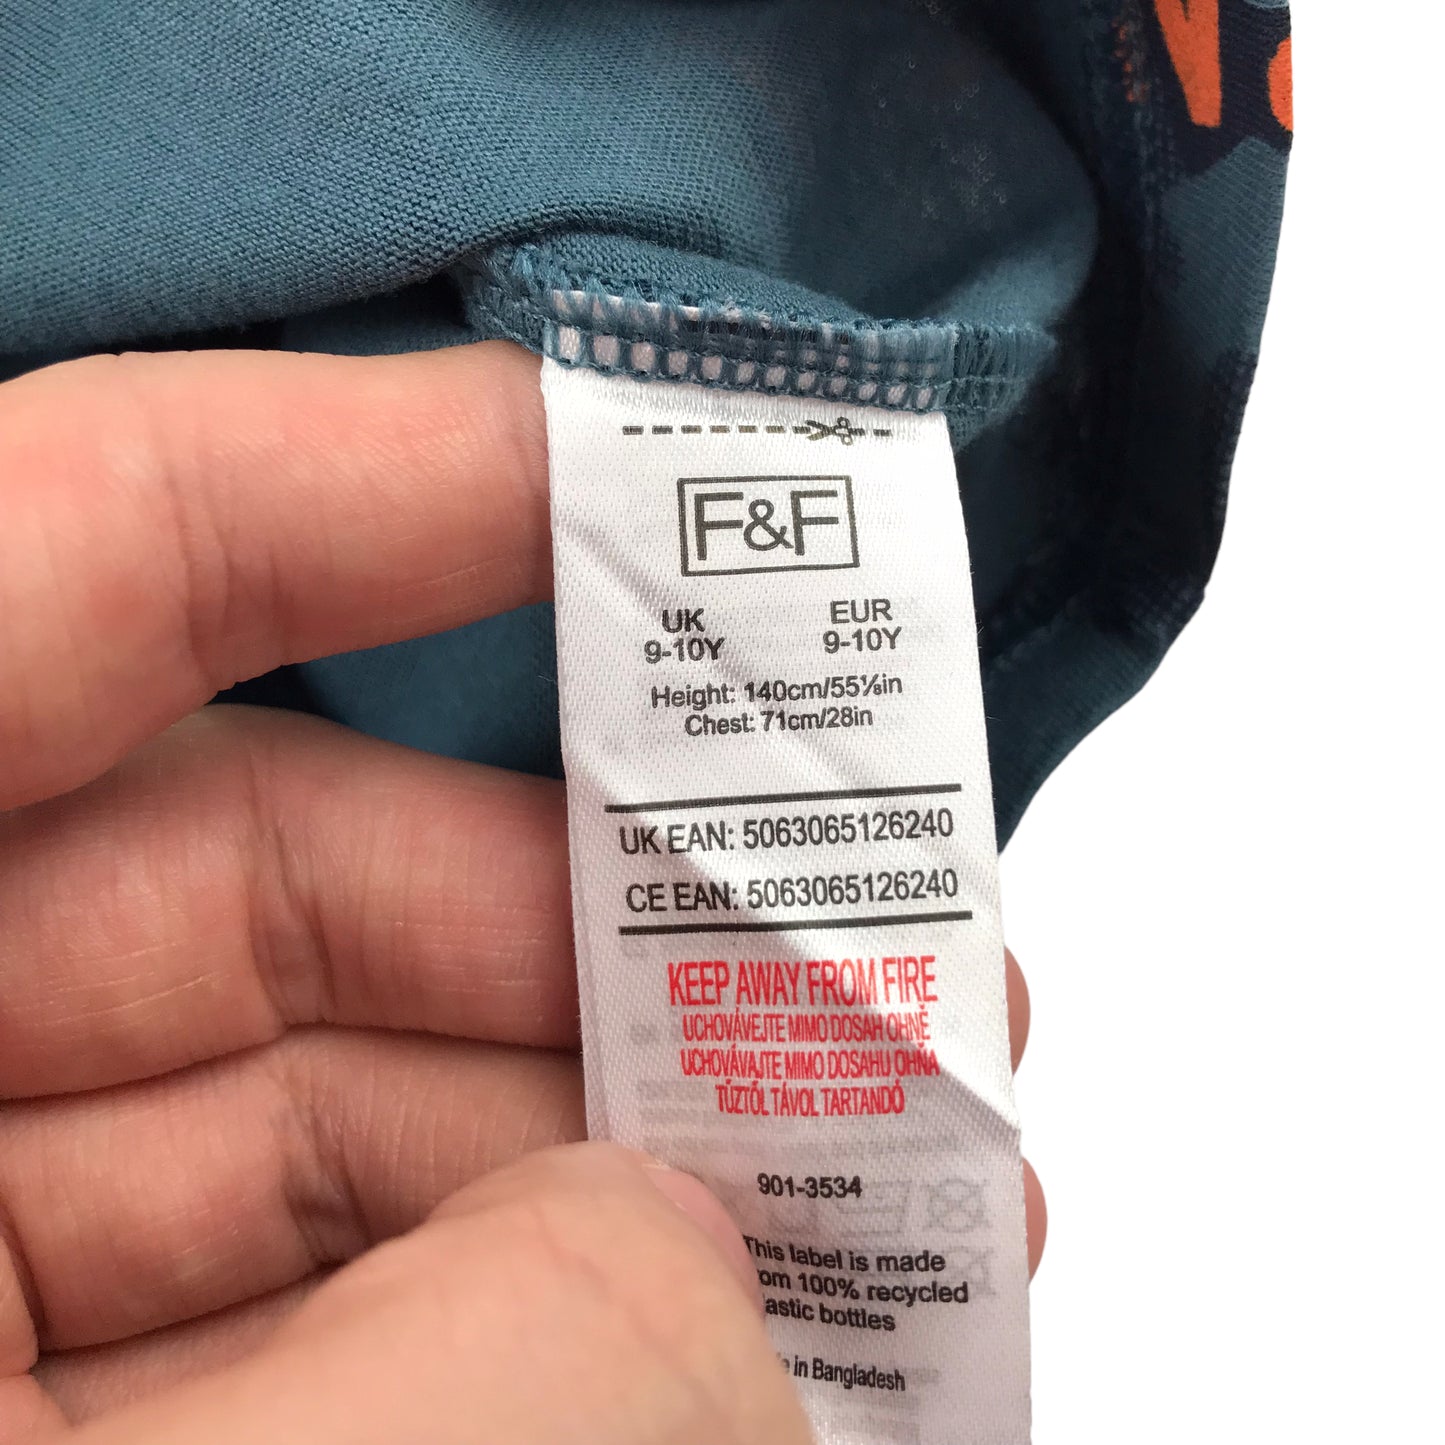 F&F
UK EUR
9-10Y 9-10Y
Height: 140cm/55⅛in
Chest: 71cm/28in
UK EAN: 5063065126240
CE EAN: 5063065126240
KEEP AWAY FROM FIRE
UCHOVÁVEJTE MIMO DOSAH OHNĚ
UCHOVÁVAJTE MIMO DOSAHU OHŇA
TŰZTŐL TÁVOL TARTANDÓ
901-3534
This label is made
100% recycled
bottles
in Bangladesh